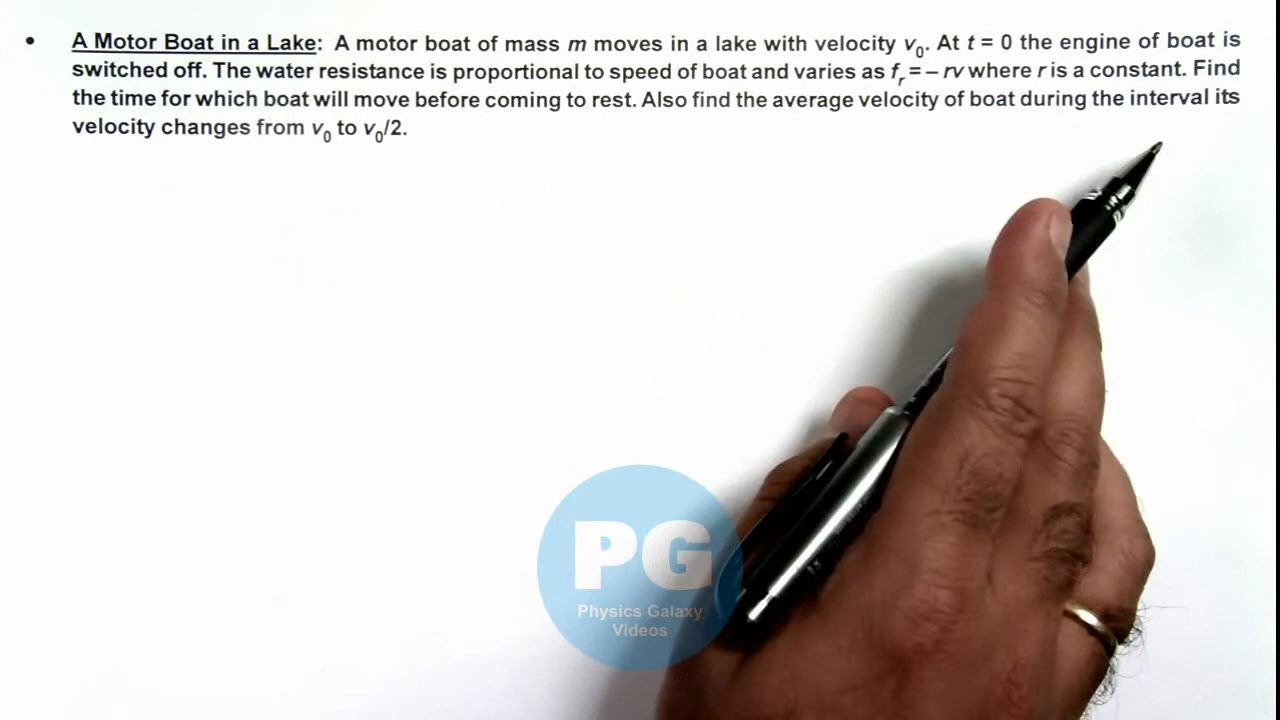 • A Motor Boat in a Lake: A motor boat of mass m moves in a lake with velocity v₀. At t = 0 the engine of boat is
switched off. The water resistance is proportional to speed of boat and varies as fᵣ = – rv where r is a constant. Find
the time for which boat will move before coming to rest. Also find the average velocity of boat during the interval its
velocity changes from v₀ to v₀/2.
PG
Physics Galaxy
Videos